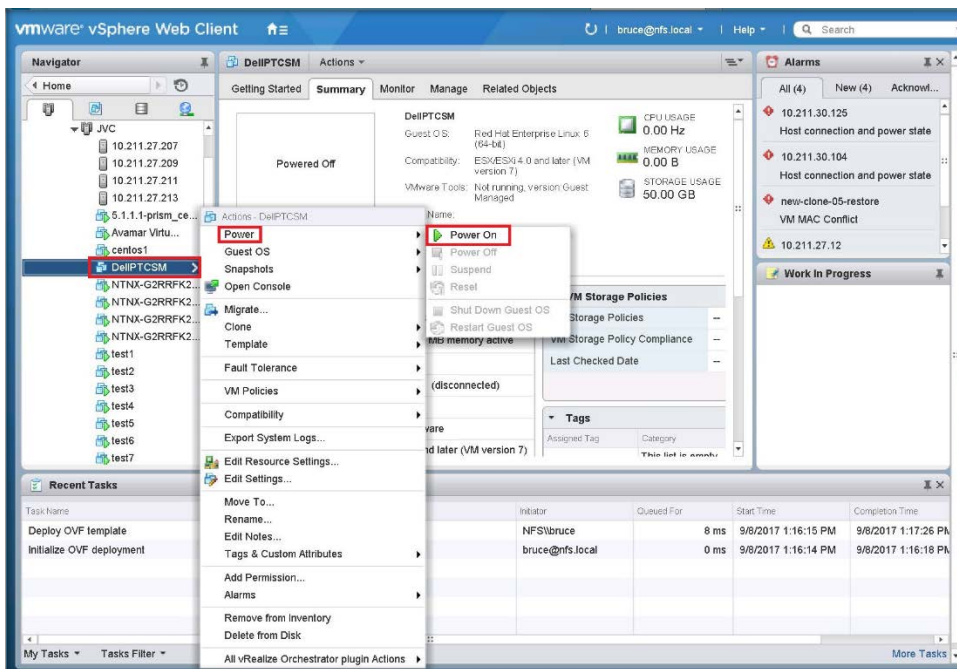 vmware® vSphere Web Client
bruce@nfs.local
Help
Search
Navigator
Home
JVC
10.211.27.207
10.211.27.209
10.211.27.211
10.211.27.213
5.1.1.1-prism_ce...
Avamar Virtu...
centos1
DellPTCSM
NTNX-G2RRFK2...
NTNX-G2RRFK2...
NTNX-G2RRFK2...
test1
test2
test3
test4
test5
test6
test7
DellPTCSM
Actions
Getting Started
Summary
Monitor
Manage
Related Objects
Powered Off
DellPTCSM
Guest OS: Red Hat Enterprise Linux 6
(64-bit)
Compatibility: ESX/ESXi 4.0 and later (VM
version 7)
VMware Tools: Not running, version:Guest
Managed
Name:
CPU USAGE
0.00 Hz
MEMORY USAGE
0.00 B
STORAGE USAGE
50.00 GB
Actions - DellPTCSM
Power
Guest OS
Snapshots
Open Console
Migrate...
Clone
Template
Fault Tolerance
VM Policies
Compatibility
Export System Logs...
Edit Resource Settings...
Edit Settings...
Move To...
Rename...
Edit Notes...
Tags & Custom Attributes
Add Permission...
Alarms
Remove from Inventory
Delete from Disk
All vRealize Orchestrator plugin Actions
Power On
Power Off
Suspend
Reset
Shut Down Guest OS
Restart Guest OS
MB memory active
(disconnected)
VM Storage Policies
Storage Policies --
VM Storage Policy Compliance --
Last Checked Date --
Tags
Assigned Tag
Category
This list is empty
Alarms
All (4)
New (4)
Acknowl...
10.211.30.125
Host connection and power state
10.211.30.104
Host connection and power state
new-clone-05-restore
VM MAC Conflict
10.211.27.12
Work In Progress
Recent Tasks
Task Name
Initiator
Queued For
Start Time
Completion Time
Deploy OVF template
NFS\\bruce
8 ms
9/8/2017 1:16:15 PM
9/8/2017 1:17:26 PM
Initialize OVF deployment
bruce@nfs.local
0 ms
9/8/2017 1:16:14 PM
9/8/2017 1:16:18 PM
My Tasks
Tasks Filter
More Tasks